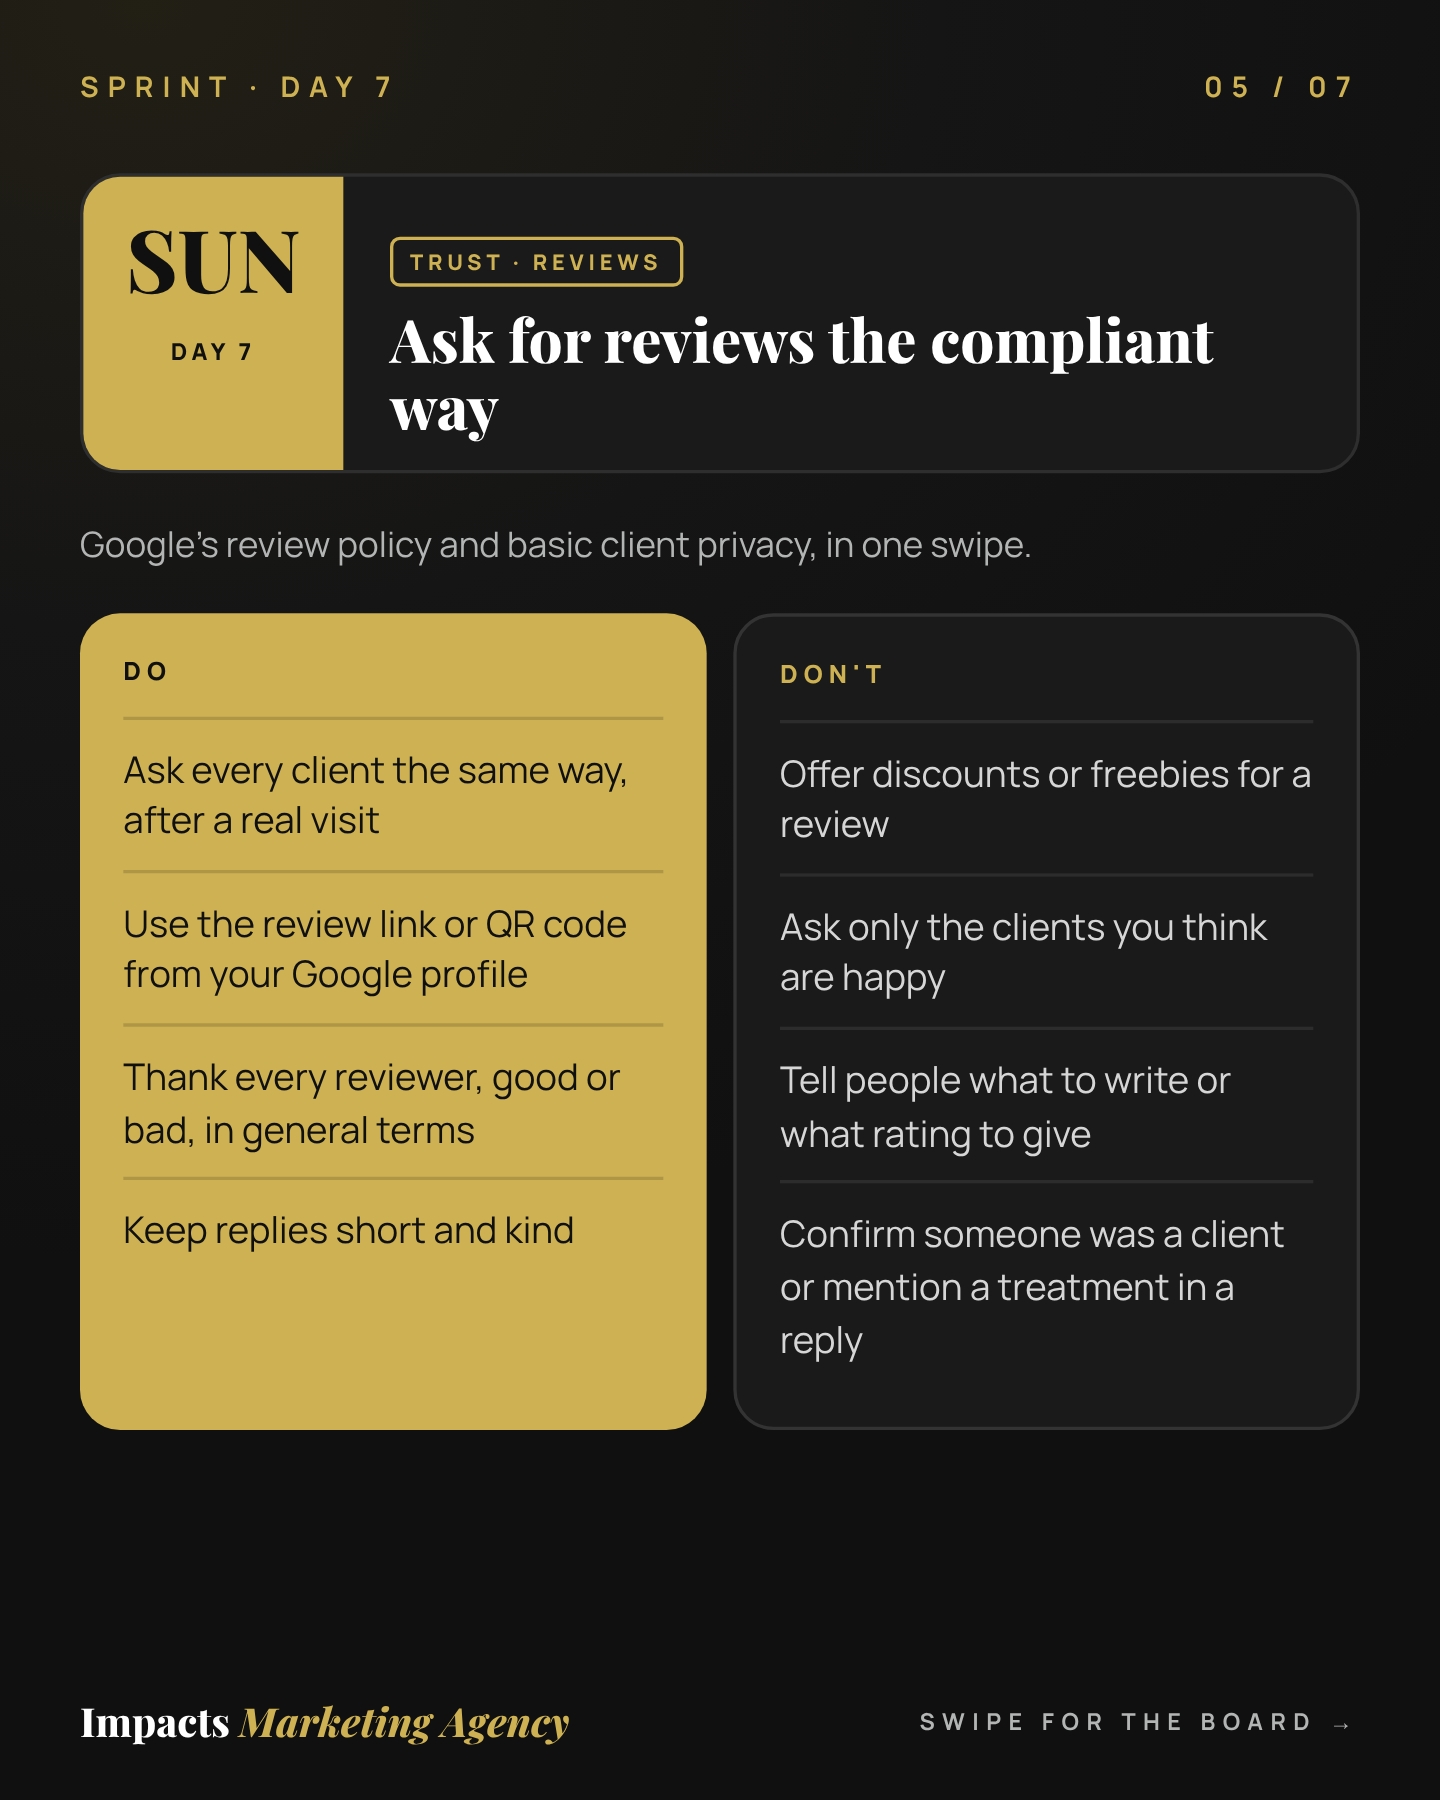 SPRINT · DAY 7
05 / 07
SUN
DAY 7
TRUST · REVIEWS
Ask for reviews the compliant
way
Google’s review policy and basic client privacy, in one swipe.
DO
Ask every client the same way,
after a real visit
Use the review link or QR code
from your Google profile
Thank every reviewer, good or
bad, in general terms
Keep replies short and kind
DON'T
Offer discounts or freebies for a
review
Ask only the clients you think
are happy
Tell people what to write or
what rating to give
Confirm someone was a client
or mention a treatment in a
reply
Impacts Marketing Agency
SWIPE FOR THE BOARD →